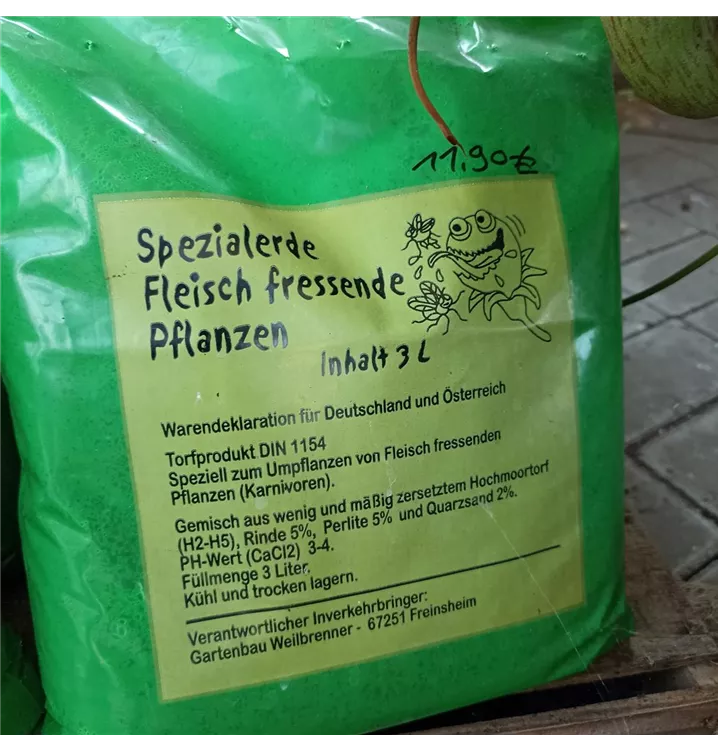 11.90€
Spezialerde
Fleisch fressende
Pflanzen
Inhalt 3 L
Warendeklaration für Deutschland und Österreich
Torfprodukt DIN 1154
Speziell zum Umpflanzen von Fleisch fressenden
Pflanzen (Karnivoren).
Gemisch aus wenig und mäßig zersetztem Hochmoortorf
(H2-H5), Rinde 5%, Perlite 5% und Quarzsand 2%.
PH-Wert (CaCl2) 3-4.
Füllmenge 3 Liter.
Kühl und trocken lagern.
Verantwortlicher Inverkehrbringer:
Gartenbau Weilbrenner - 67251 Freinsheim